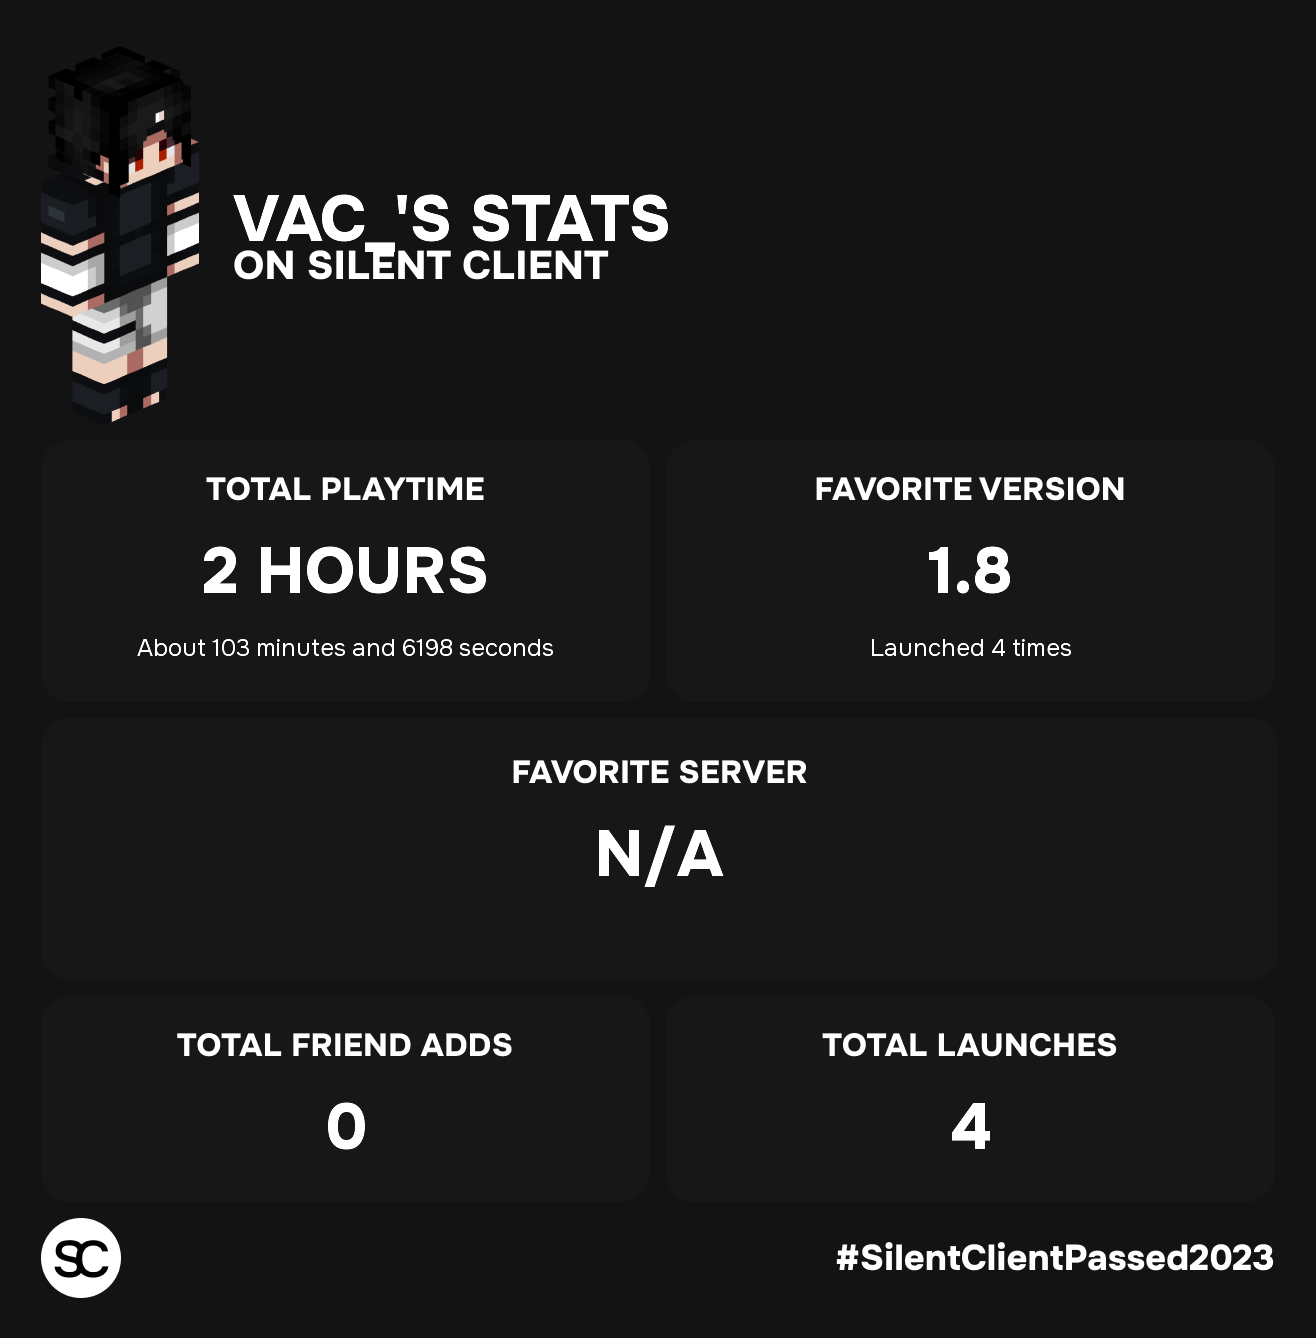 VAC_'S STATS
ON SILENT CLIENT
TOTAL PLAYTIME
2 HOURS
About 103 minutes and 6198 seconds
FAVORITE VERSION
1.8
Launched 4 times
FAVORITE SERVER
N/A
TOTAL FRIEND ADDS
0
TOTAL LAUNCHES
4
SC
#SilentClientPassed2023